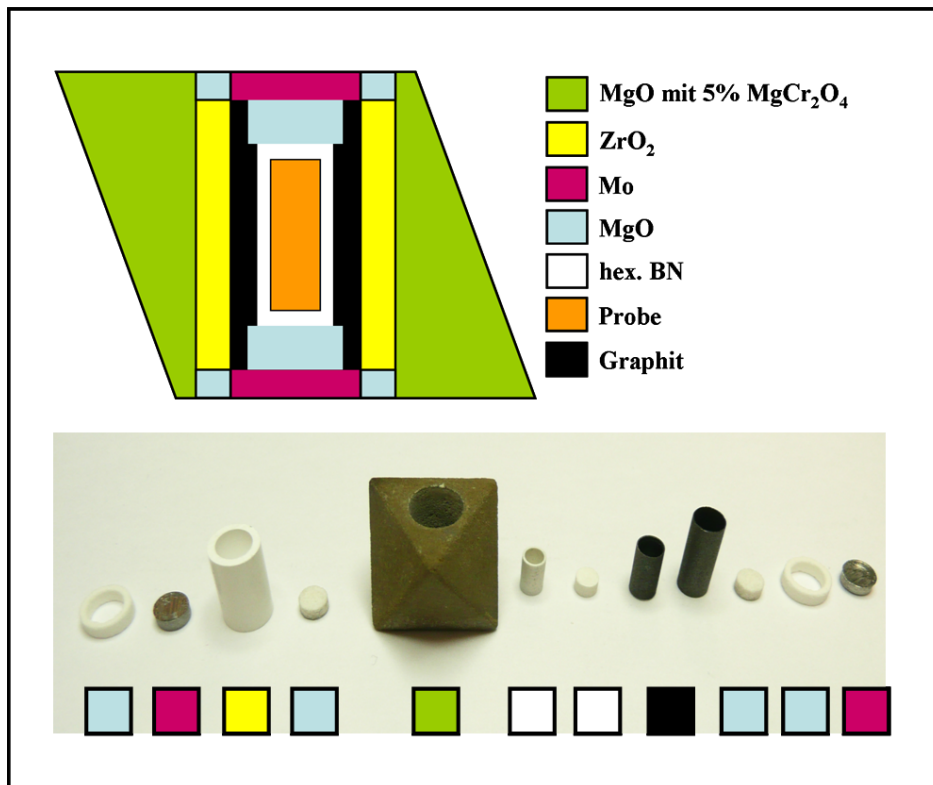 MgO mit 5% MgCr₂O₄
ZrO₂
Mo
MgO
hex. BN
Probe
Graphit